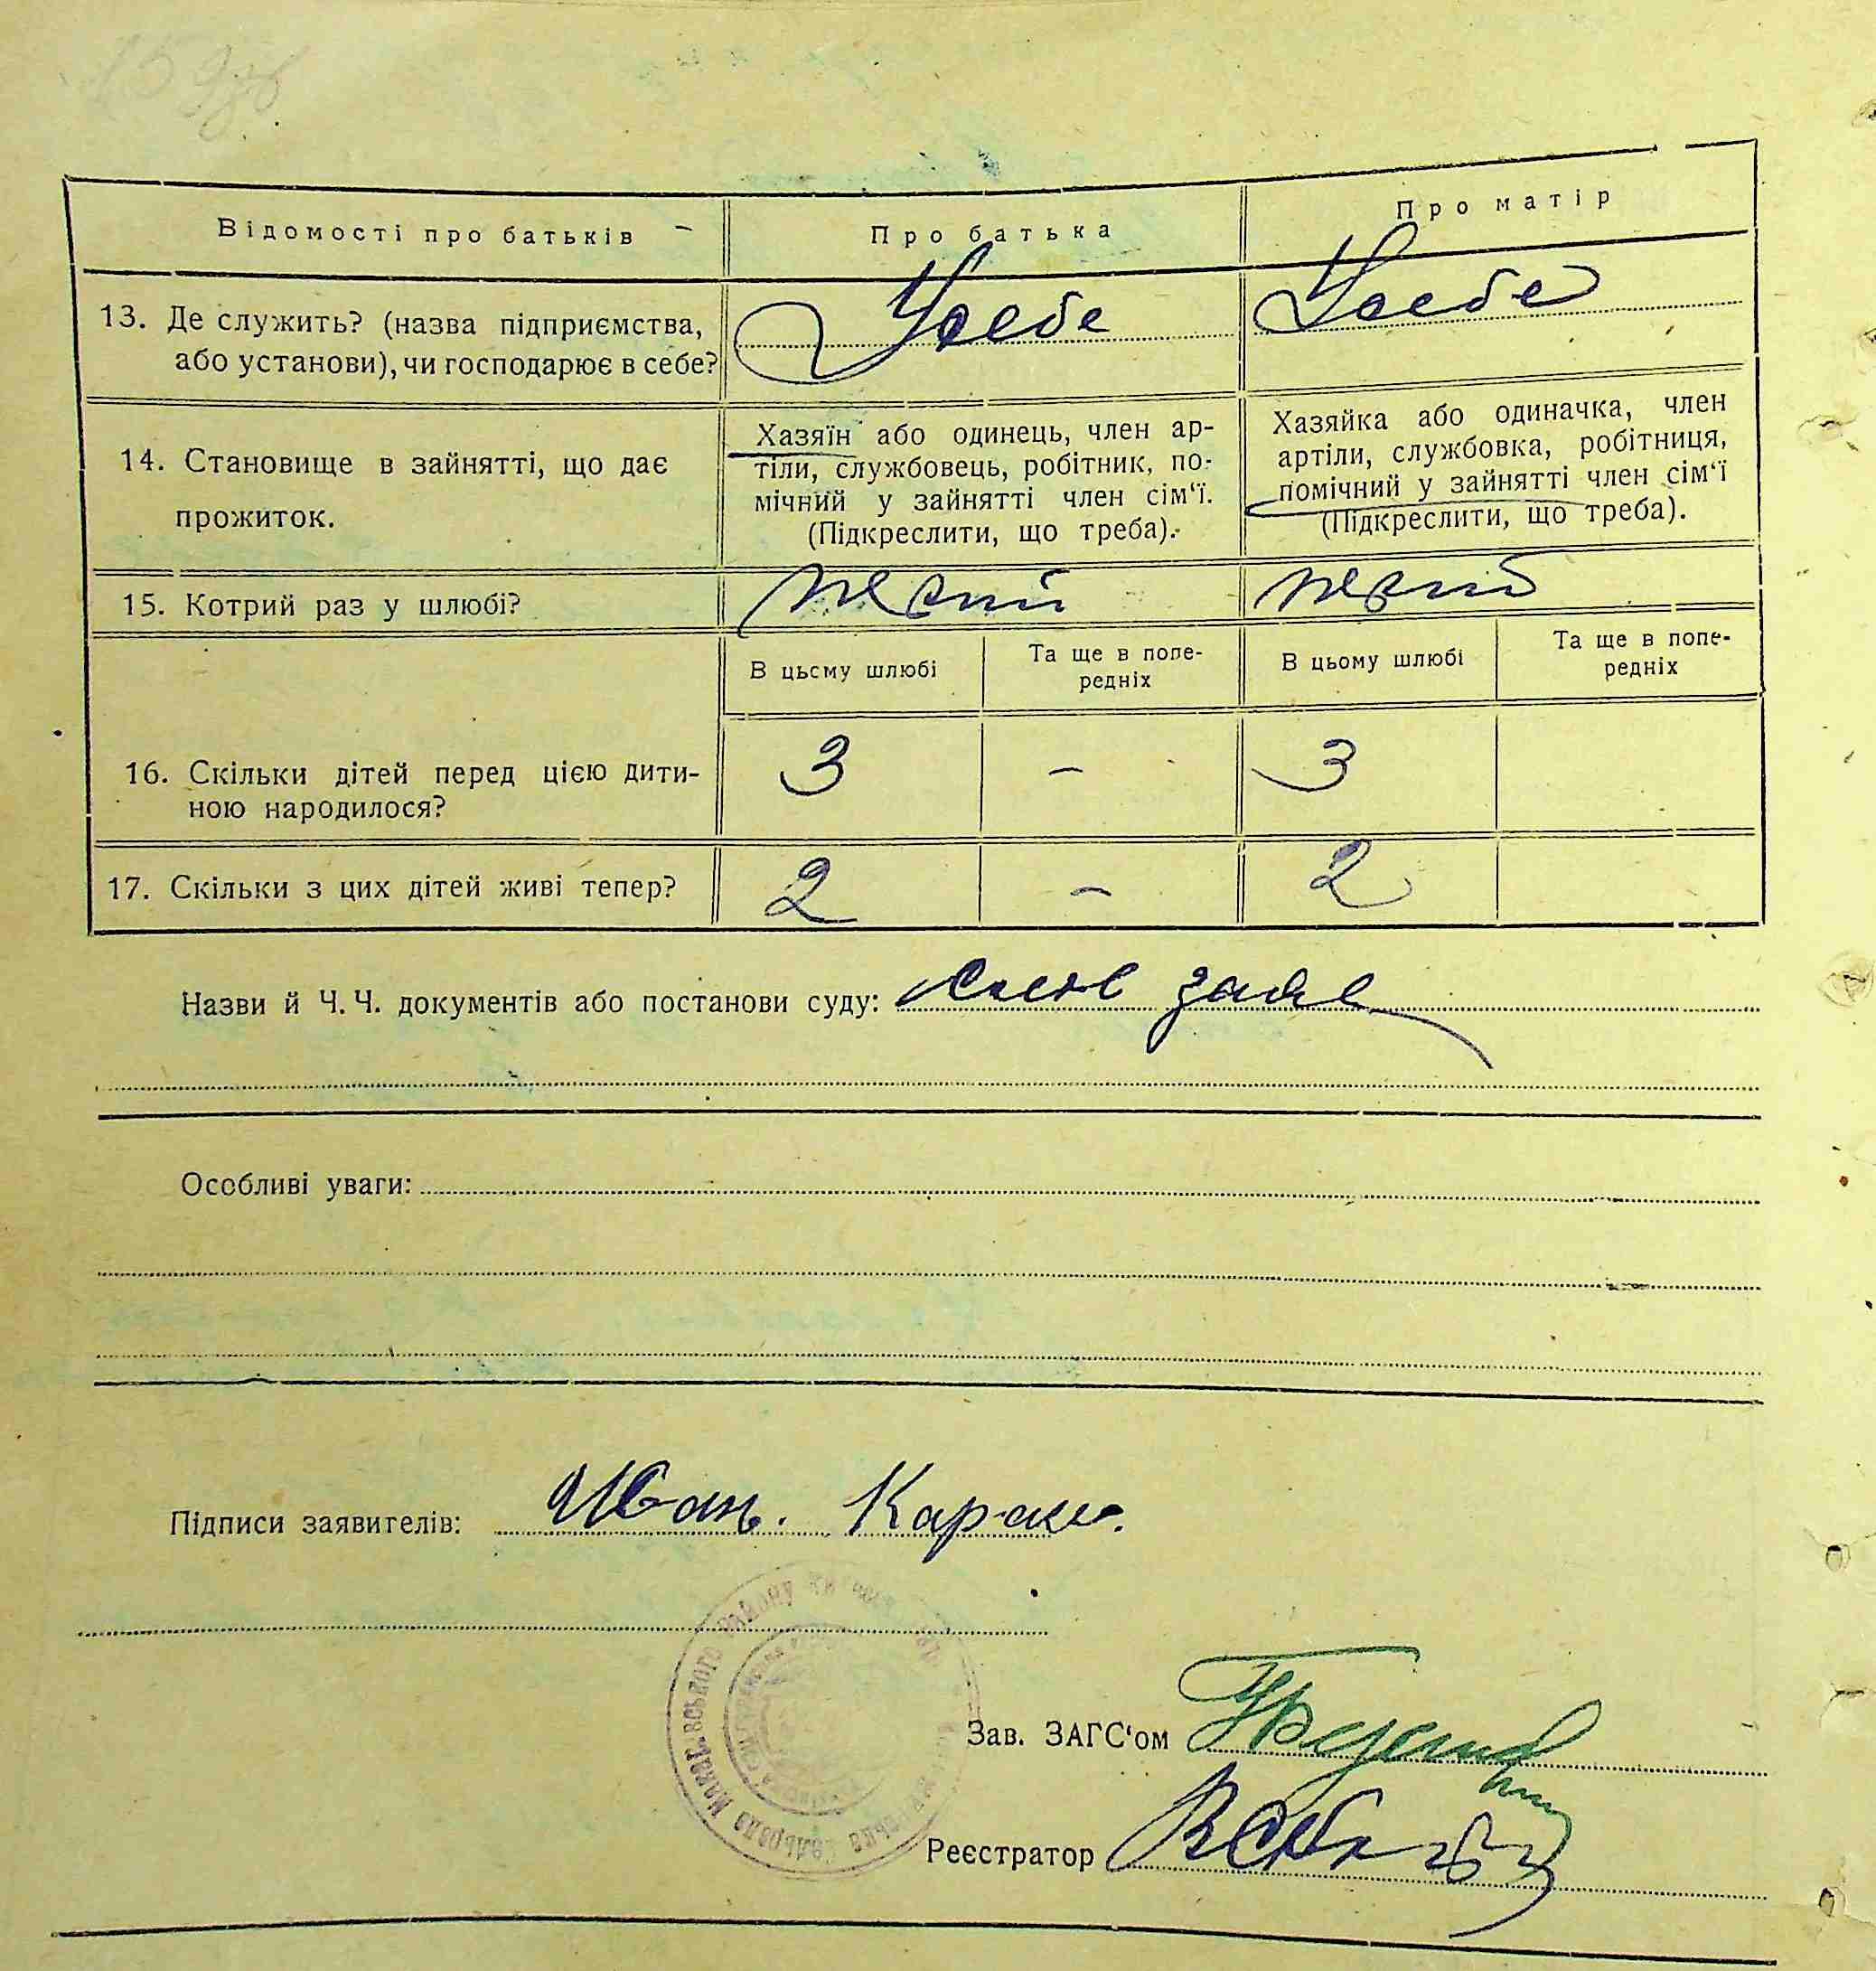 Відомості про батьків
Про батька
Про матір
13. Де служить? (назва підприємства,
або установи), чи господарює в себе?
У себе
У себе
14. Становище в зайнятті, що дає
прожиток.
Хазяїн або одинець, член ар-
тіли, службовець, робітник, по-
мічний у зайнятті член сім'ї.
(Підкреслити, що треба).
Хазяйка або одиначка, член
артіли, службовка, робітниця,
помічний у зайнятті член сім'ї
(Підкреслити, що треба).
15. Котрий раз у шлюбі?
В цьому шлюбі
Та ще в попе-
редніх
В цьому шлюбі
Та ще в попе-
редніх
16. Скільки дітей перед цією дити-
ною народилося?
3
–
3
17. Скільки з цих дітей живі тепер?
2
–
2
Назви й Ч. Ч. документів або постанови суду:
Особливі уваги:
Підписи заявителів: Иван.
Зав. ЗАГС'ом
Реєстратор